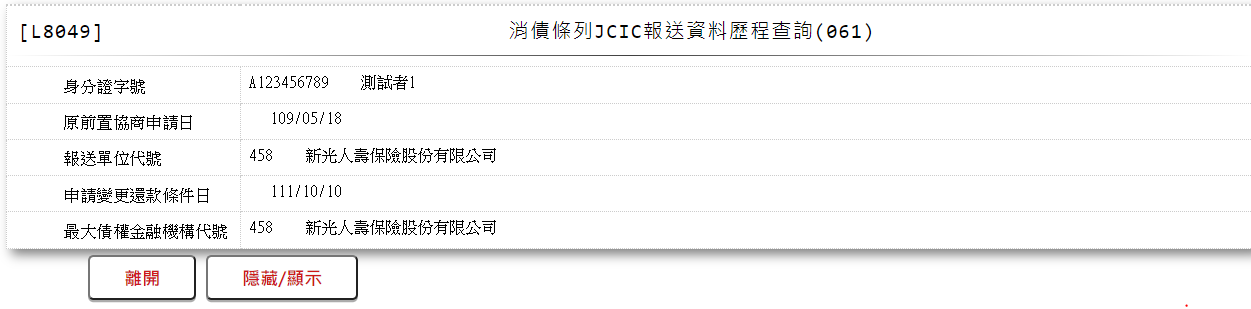 [L8049] 消債條列JCIC報送資料歷程查詢(061)
身分證字號 A123456789 測試者1
原前置協商申請日 109/05/18
報送單位代號 458 新光人壽保險股份有限公司
申請變更還款條件日 111/10/10
最大債權金融機構代號 458 新光人壽保險股份有限公司
離開 隱藏/顯示